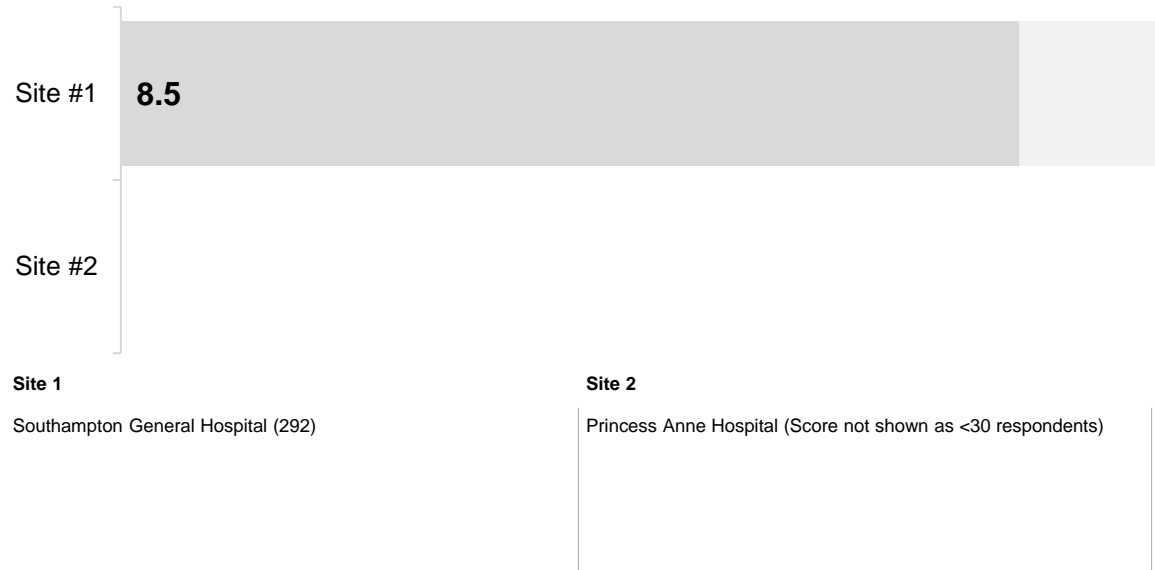 Site #1
8.5
Site #2
Site 1
Site 2
Southampton General Hospital (292)
Princess Anne Hospital (Score not shown as <30 respondents)